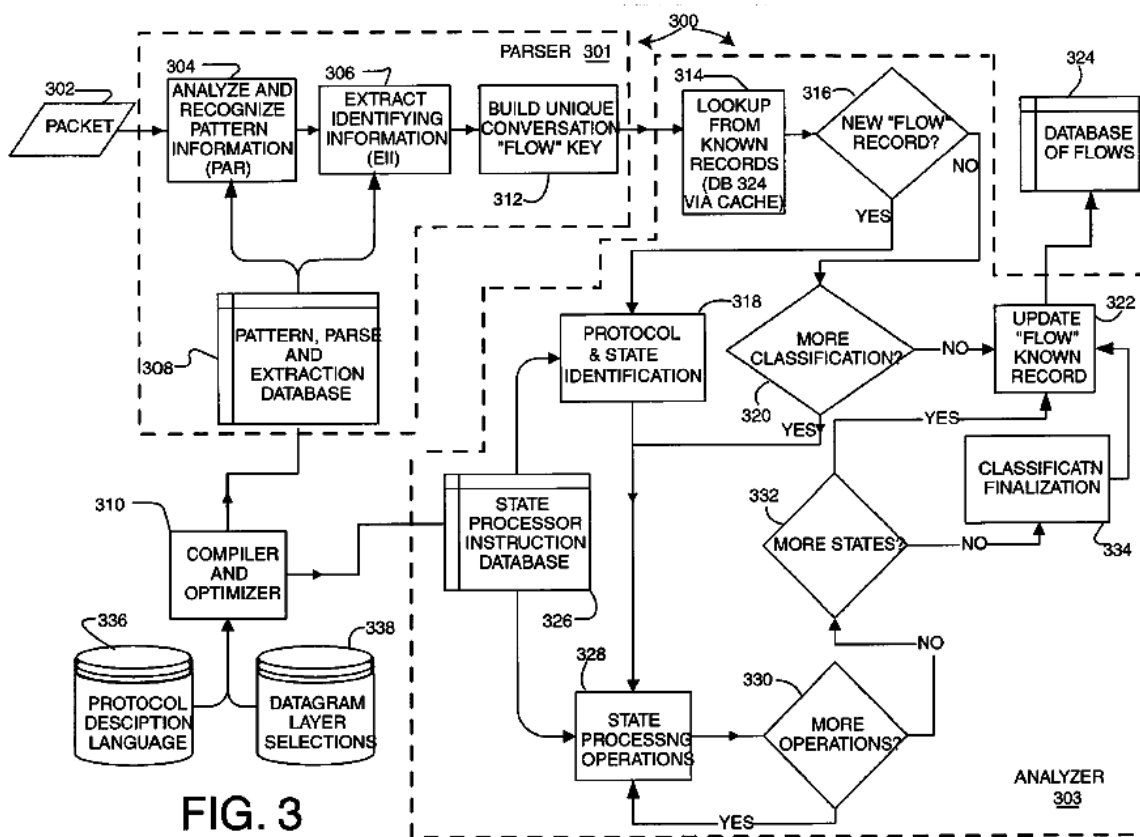 300
PARSER 301
302
PACKET
304
ANALYZE AND
RECOGNIZE
PATTERN
INFORMATION
(PAR)
306
EXTRACT
IDENTIFYING
INFORMATION
(EII)
BUILD UNIQUE
CONVERSATION
"FLOW" KEY
312
314
LOOKUP
FROM
KNOWN
RECORDS
(DB 324
VIA CACHE)
316
NEW "FLOW"
RECORD?
NO
YES
324
DATABASE
OF FLOWS
308
PATTERN, PARSE
AND
EXTRACTION
DATABASE
318
PROTOCOL
& STATE
IDENTIFICATION
MORE
CLASSIFICATION?
320
NO
YES
322
UPDATE
"FLOW"
KNOWN
RECORD
YES
310
COMPILER
AND
OPTIMIZER
STATE
PROCESSOR
INSTRUCTION
DATABASE
326
332
MORE STATES?
NO
CLASSIFICATN
FINALIZATION
334
336
PROTOCOL
DESCIPTION
LANGUAGE
338
DATAGRAM
LAYER
SELECTIONS
328
STATE
PROCESSNG
OPERATIONS
330
MORE
OPERATIONS?
NO
YES
ANALYZER
303
FIG. 3